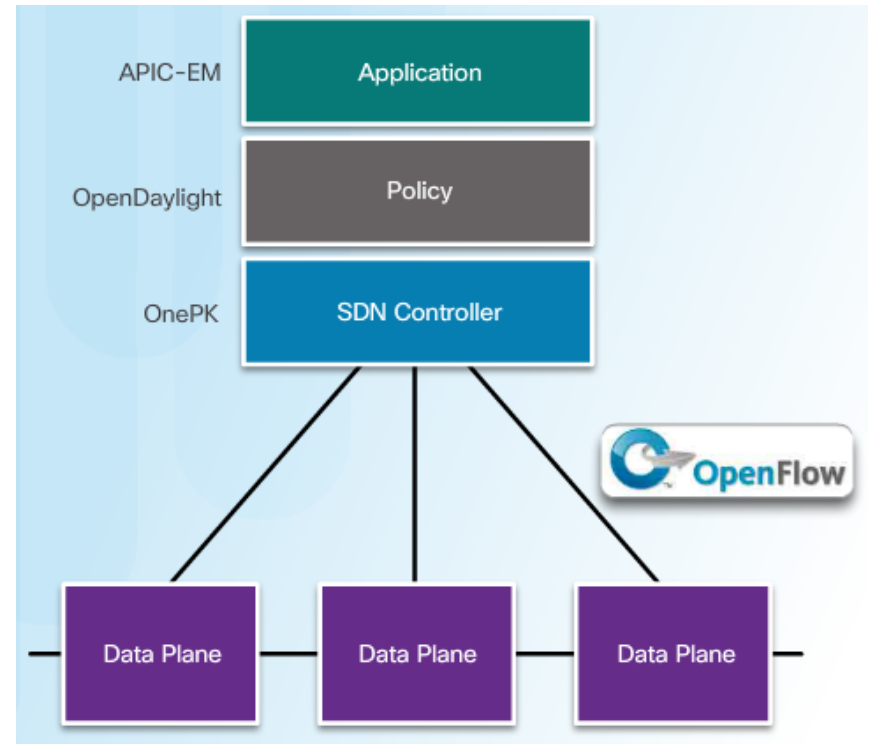 APIC-EM
Application
OpenDaylight
Policy
OnePK
SDN Controller
OpenFlow
Data Plane
Data Plane
Data Plane